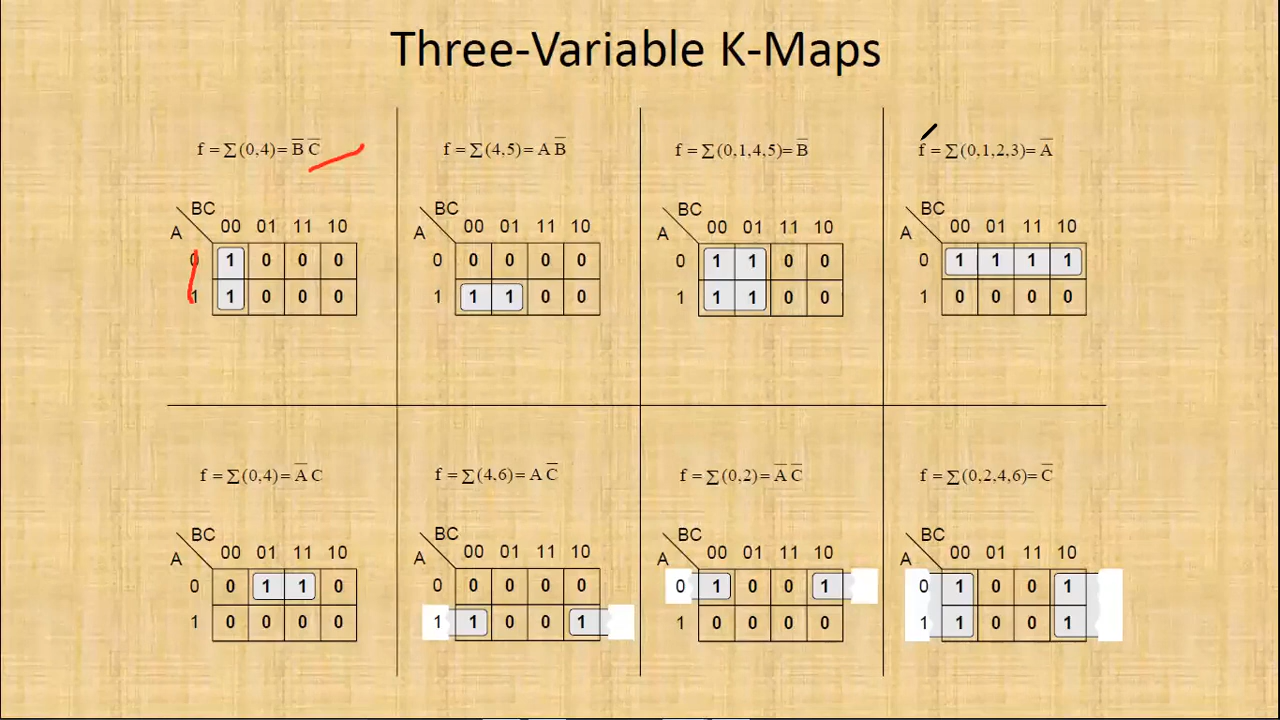 Three-Variable K-Maps
f = ∑(0,4)= B̅ C̅
BC
00 01 11 10
A
0 1 0 0 0
1 1 0 0 0
f = ∑(4,5)= A B̅
BC
00 01 11 10
A
0 0 0 0 0
1 1 1 0 0
f = ∑(0,1,4,5)= B̅
BC
00 01 11 10
A
0 1 1 0 0
1 1 1 0 0
f = ∑(0,1,2,3)= A̅
BC
00 01 11 10
A
0 1 1 1 1
1 0 0 0 0
f = ∑(0,4)= A̅ C
BC
00 01 11 10
A
0 0 1 1 0
1 0 0 0 0
f = ∑(4,6)= A C̅
BC
00 01 11 10
A
0 0 0 0 0
1 1 0 0 1
f = ∑(0,2)= A̅ C̅
BC
00 01 11 10
A
0 1 0 0 1
1 0 0 0 0
f = ∑(0,2,4,6)= C̅
BC
00 01 11 10
A
0 1 0 0 1
1 1 0 0 1